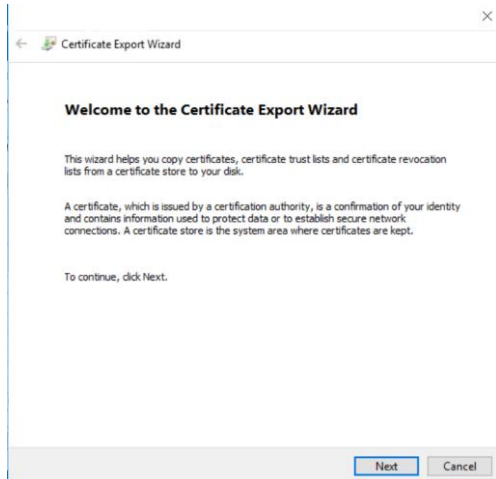 Certificate Export Wizard
Welcome to the Certificate Export Wizard
This wizard helps you copy certificates, certificate trust lists and certificate revocation
lists from a certificate store to your disk.
A certificate, which is issued by a certification authority, is a confirmation of your identity
and contains information used to protect data or to establish secure network
connections. A certificate store is the system area where certificates are kept.
To continue, click Next.
Next Cancel